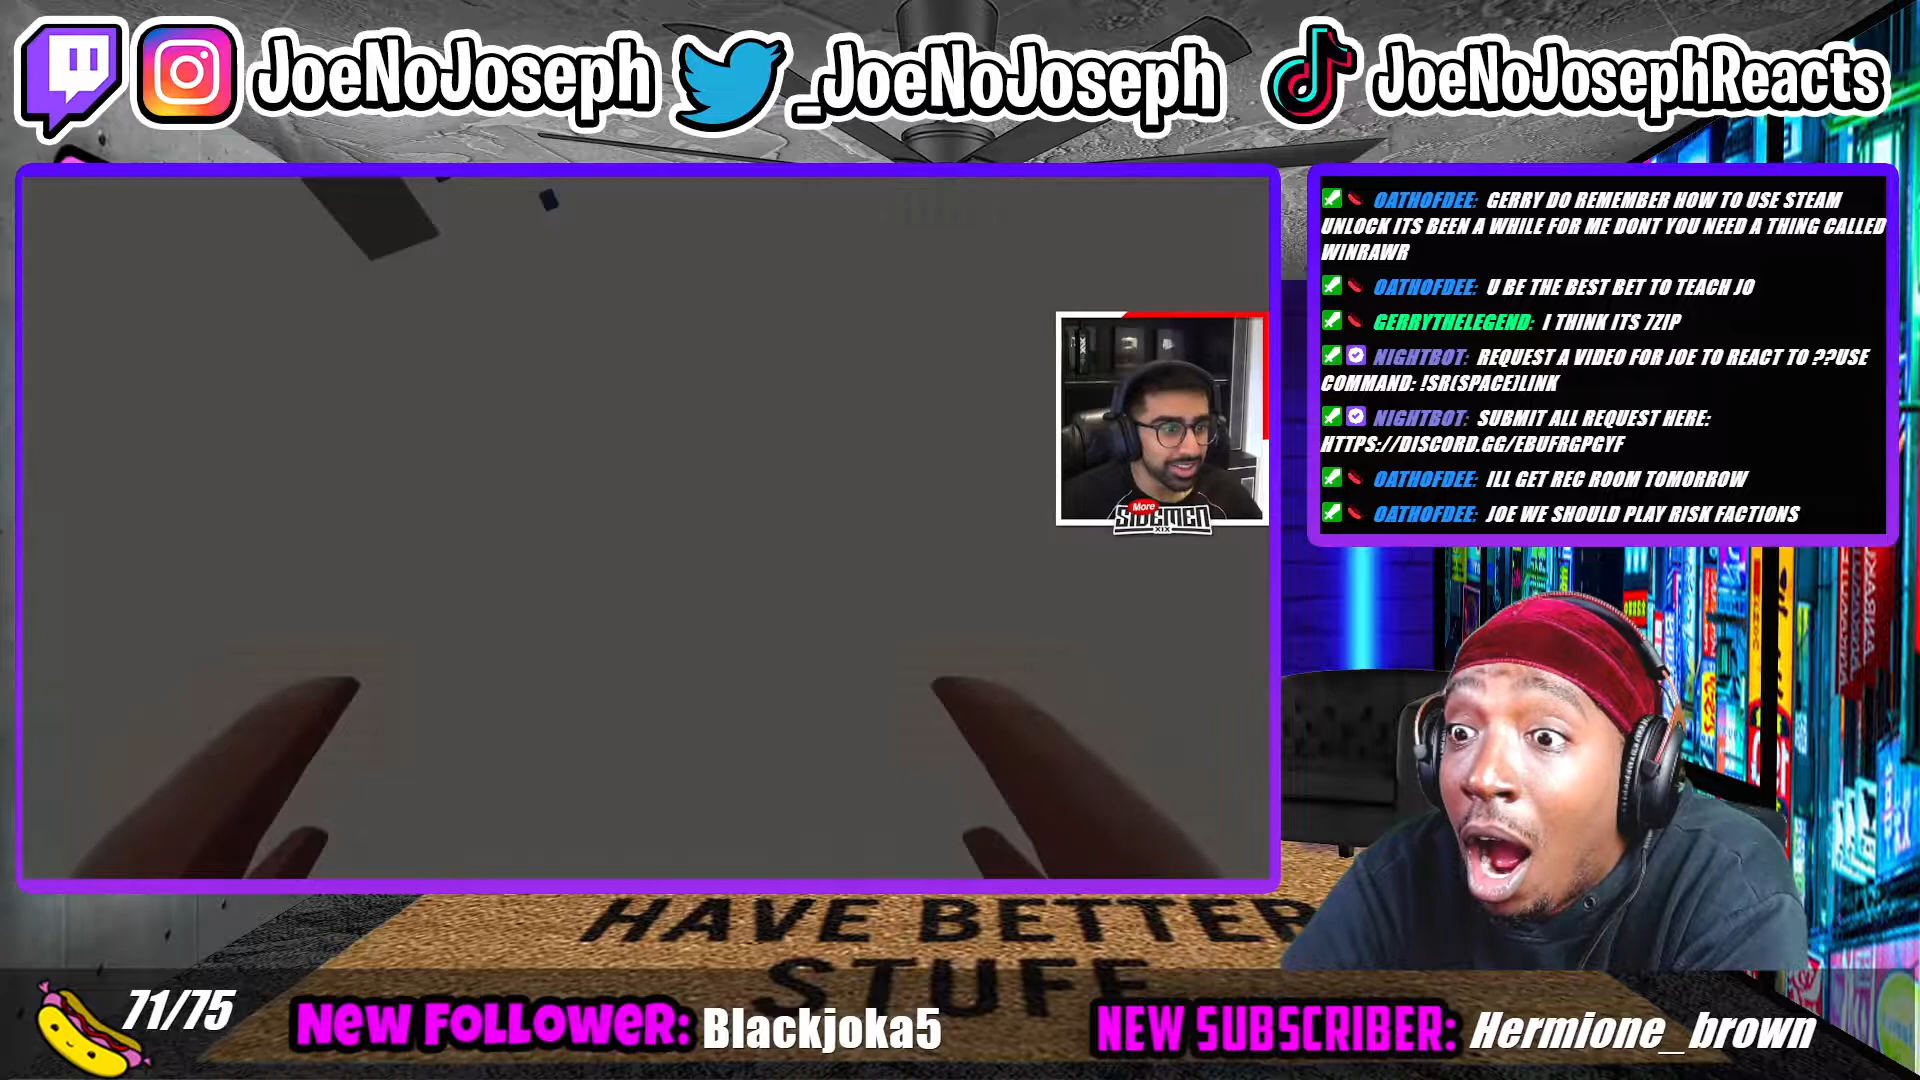 JoeNoJoseph
_JoeNoJoseph
JoeNoJosephReacts
OATHOFDEE: GERRY DO REMEMBER HOW TO USE STEAM
UNLOCK ITS BEEN A WHILE FOR ME DONT YOU NEED A THING CALLED
WINRAWR
OATHOFDEE: U BE THE BEST BET TO TEACH JO
GERRYTHELEGEND: I THINK ITS 7ZIP
NIGHTBOT: REQUEST A VIDEO FOR JOE TO REACT TO ??USE
COMMAND: !SR(SPACE)LINK
NIGHTBOT: SUBMIT ALL REQUEST HERE:
HTTPS://DISCORD.GG/EBUFRGPGYF
OATHOFDEE: ILL GET REC ROOM TOMORROW
OATHOFDEE: JOE WE SHOULD PLAY RISK FACTIONS
More
SIDEMEN
XIX
HAVE BETTER
STUFF
71/75
NEW FOLLOWER: Blackjoka5
NEW SUBSCRIBER: Hermione_brown